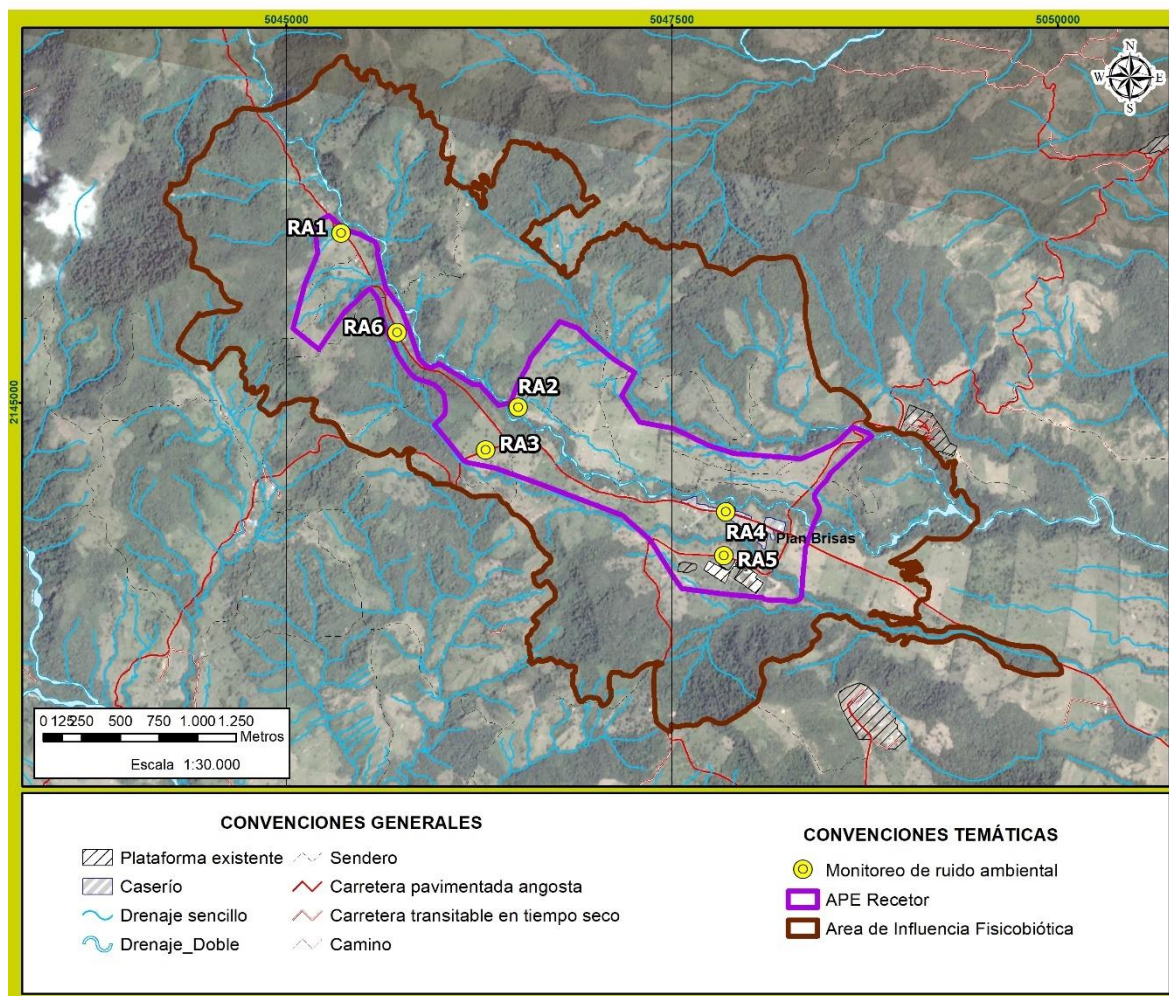 5045000
5047500
5050000
N
W
E
S
RA1
RA6
RA2
2145000
RA3
RA4
Plan Brisas
RA5
0 125250 500 750 1.000 1.250
Metros
Escala 1:30.000
CONVENCIONES GENERALES
Plataforma existente
Caserío
Drenaje sencillo
Drenaje_Doble
Sendero
Carretera pavimentada angosta
Carretera transitable en tiempo seco
Camino
CONVENCIONES TEMÁTICAS
Monitoreo de ruido ambiental
APE Recetor
Area de Influencia Fisicobiótica